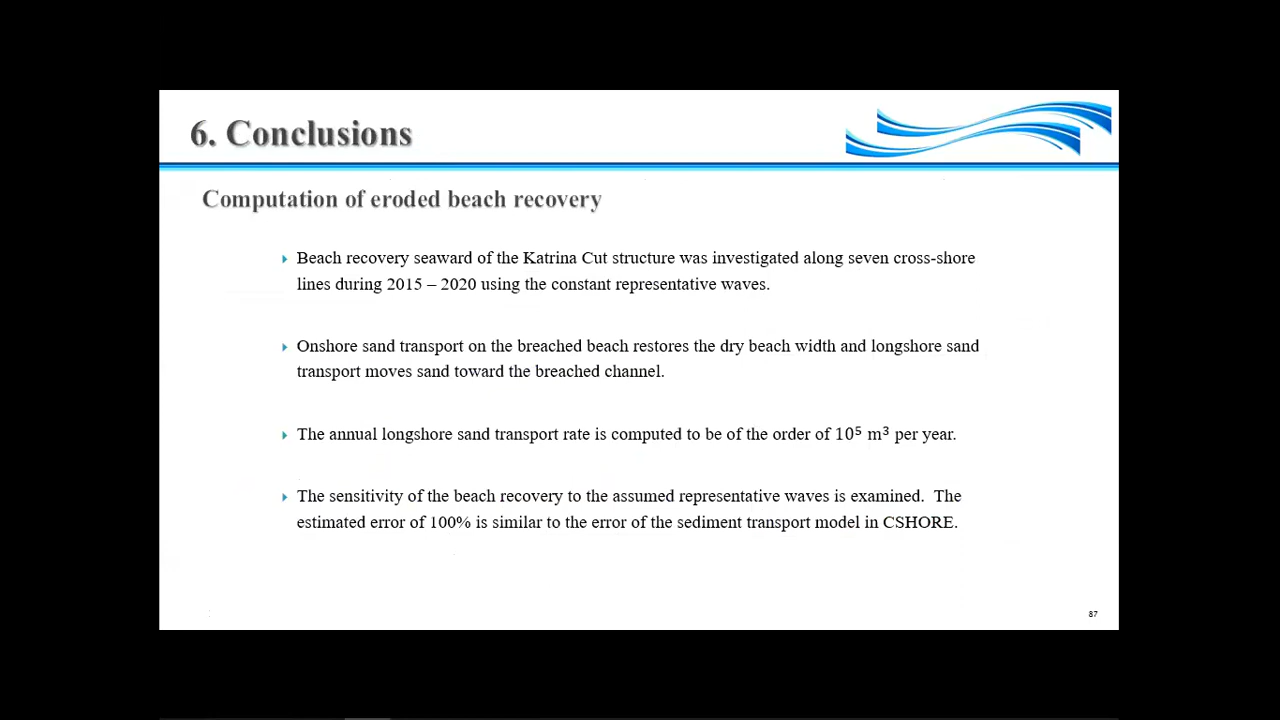 6. Conclusions
Computation of eroded beach recovery
Beach recovery seaward of the Katrina Cut structure was investigated along seven cross-shore
lines during 2015 – 2020 using the constant representative waves.
Onshore sand transport on the breached beach restores the dry beach width and longshore sand
transport moves sand toward the breached channel.
The annual longshore sand transport rate is computed to be of the order of 10⁵ m³ per year.
The sensitivity of the beach recovery to the assumed representative waves is examined.  The
estimated error of 100% is similar to the error of the sediment transport model in CSHORE.
87